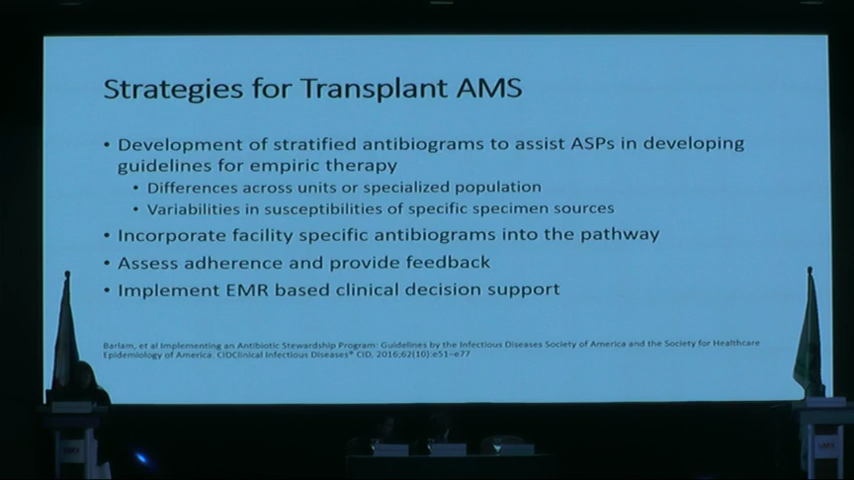 Strategies for Transplant AMS
• Development of stratified antibiograms to assist ASPs in developing
guidelines for empiric therapy
• Differences across units or specialized population
• Variabilities in susceptibilities of specific specimen sources
• Incorporate facility specific antibiograms into the pathway
• Assess adherence and provide feedback
• Implement EMR based clinical decision support
Barlam, et al Implementing an Antibiotic Stewardship Program: Guidelines by the Infectious Diseases Society of America and the Society for Healthcare
Epidemiology of America. CIDClinical Infectious Diseases® CID, 2016;62(10):e51–e77